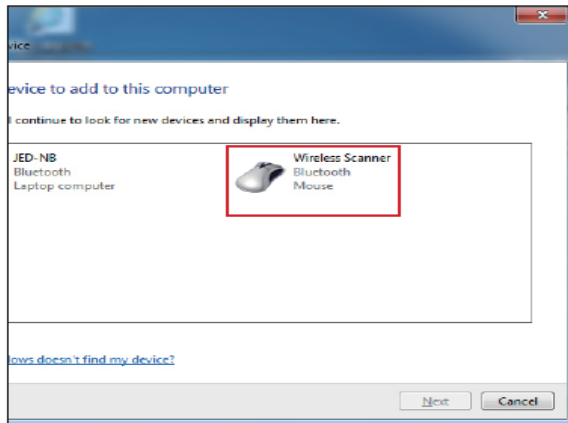 vice
evice to add to this computer
l continue to look for new devices and display them here.
JED-NB
Bluetooth
Laptop computer
Wireless Scanner
Bluetooth
Mouse
lows doesn't find my device?
Next
Cancel